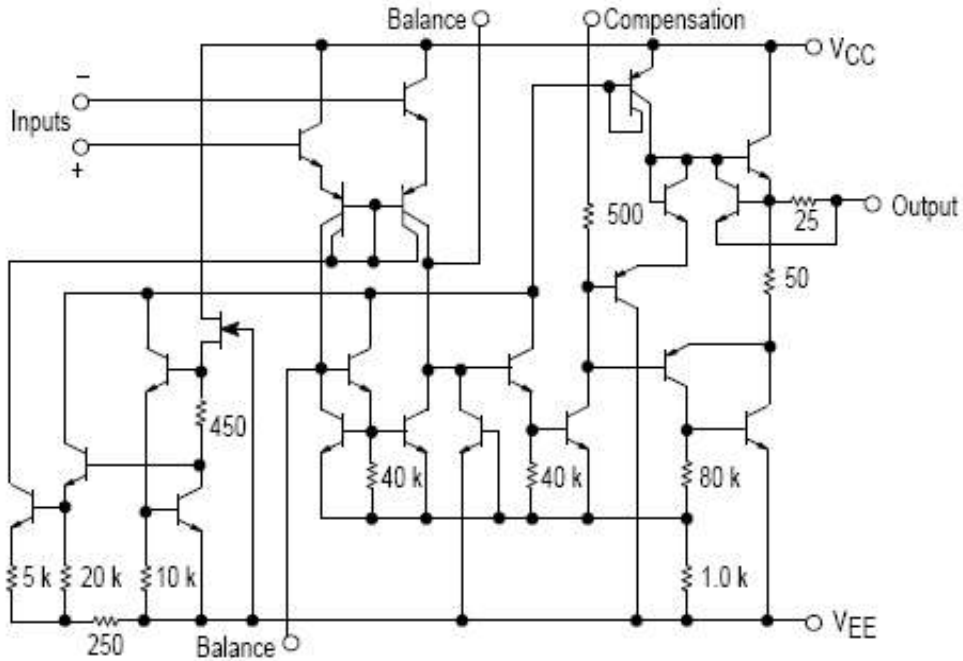 Balance
Compensation
VCC
−
Inputs
+
500
25
Output
50
450
40 k
40 k
80 k
5 k
20 k
10 k
1.0 k
250
Balance
VEE